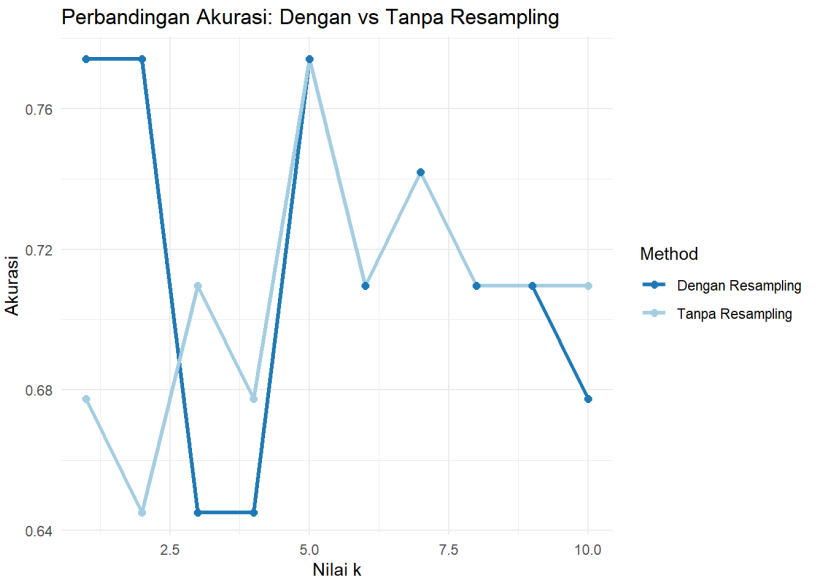 Perbandingan Akurasi: Dengan vs Tanpa Resampling
0.76
0.72
0.68
0.64
Akurasi
2.5
5.0
7.5
10.0
Nilai k
Method
Dengan Resampling
Tanpa Resampling